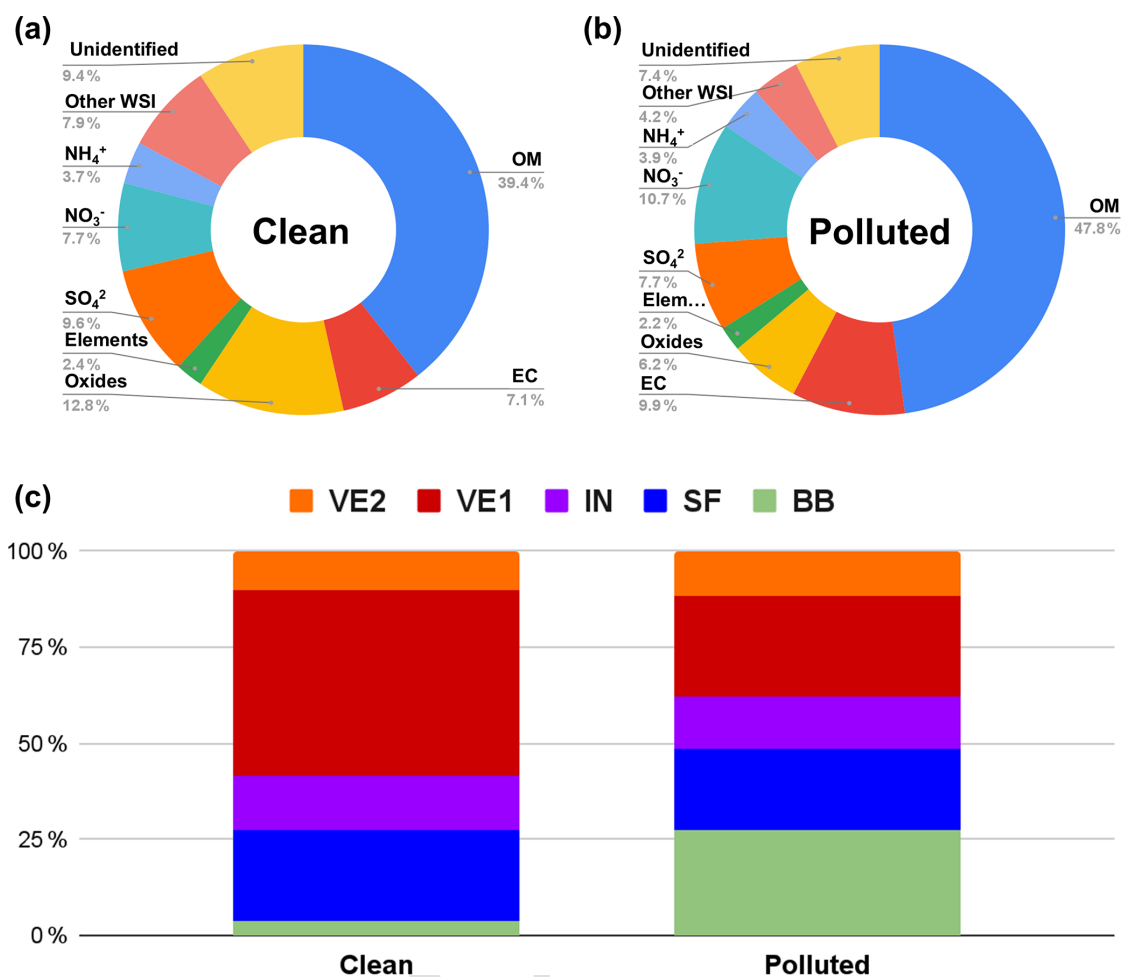 (a)
Unidentified
9.4 %
Other WSI
7.9 %
NH₄⁺
3.7 %
NO₃⁻
7.7 %
SO₄²
9.6 %
Elements
2.4 %
Oxides
12.8 %
Clean
OM
39.4 %
EC
7.1 %
(b)
Unidentified
7.4 %
Other WSI
4.2 %
NH₄⁺
3.9 %
NO₃⁻
10.7 %
SO₄²
7.7 %
Elem…
2.2 %
Oxides
6.2 %
EC
9.9 %
Polluted
OM
47.8 %
(c)
VE2 VE1 IN SF BB
100 %
75 %
50 %
25 %
0 %
Clean Polluted